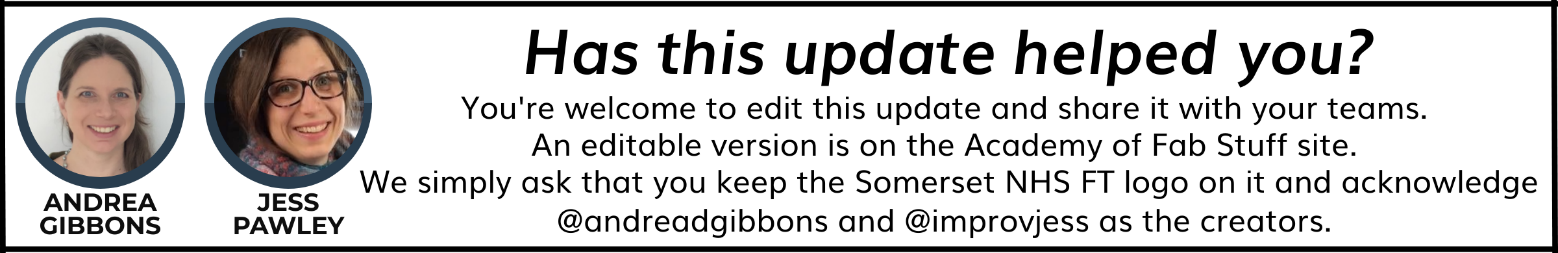 Has this update helped you?
You're welcome to edit this update and share it with your teams.
An editable version is on the Academy of Fab Stuff site.
We simply ask that you keep the Somerset NHS FT logo on it and acknowledge
@andreadgibbons and @improvjess as the creators.
ANDREA
GIBBONS
JESS
PAWLEY